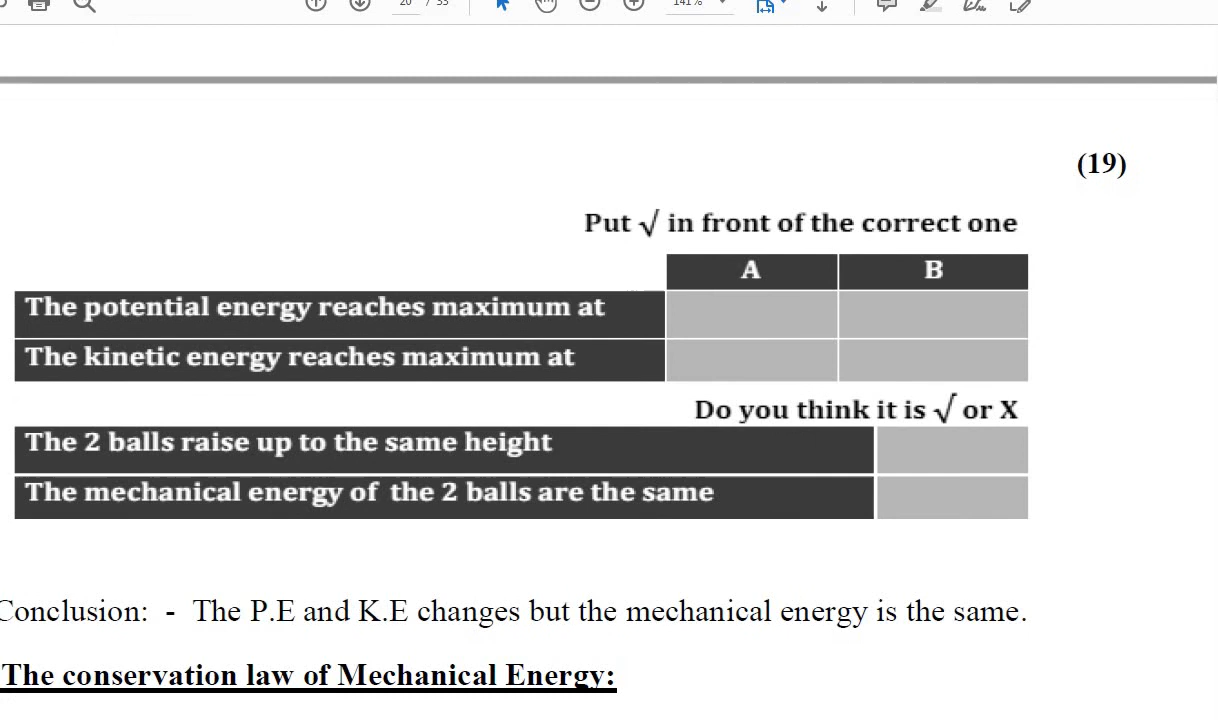 20 / 33
141%
(19)
Put √ in front of the correct one
A B
The potential energy reaches maximum at
The kinetic energy reaches maximum at
Do you think it is √ or X
The 2 balls raise up to the same height
The mechanical energy of the 2 balls are the same
Conclusion: - The P.E and K.E changes but the mechanical energy is the same.
The conservation law of Mechanical Energy: